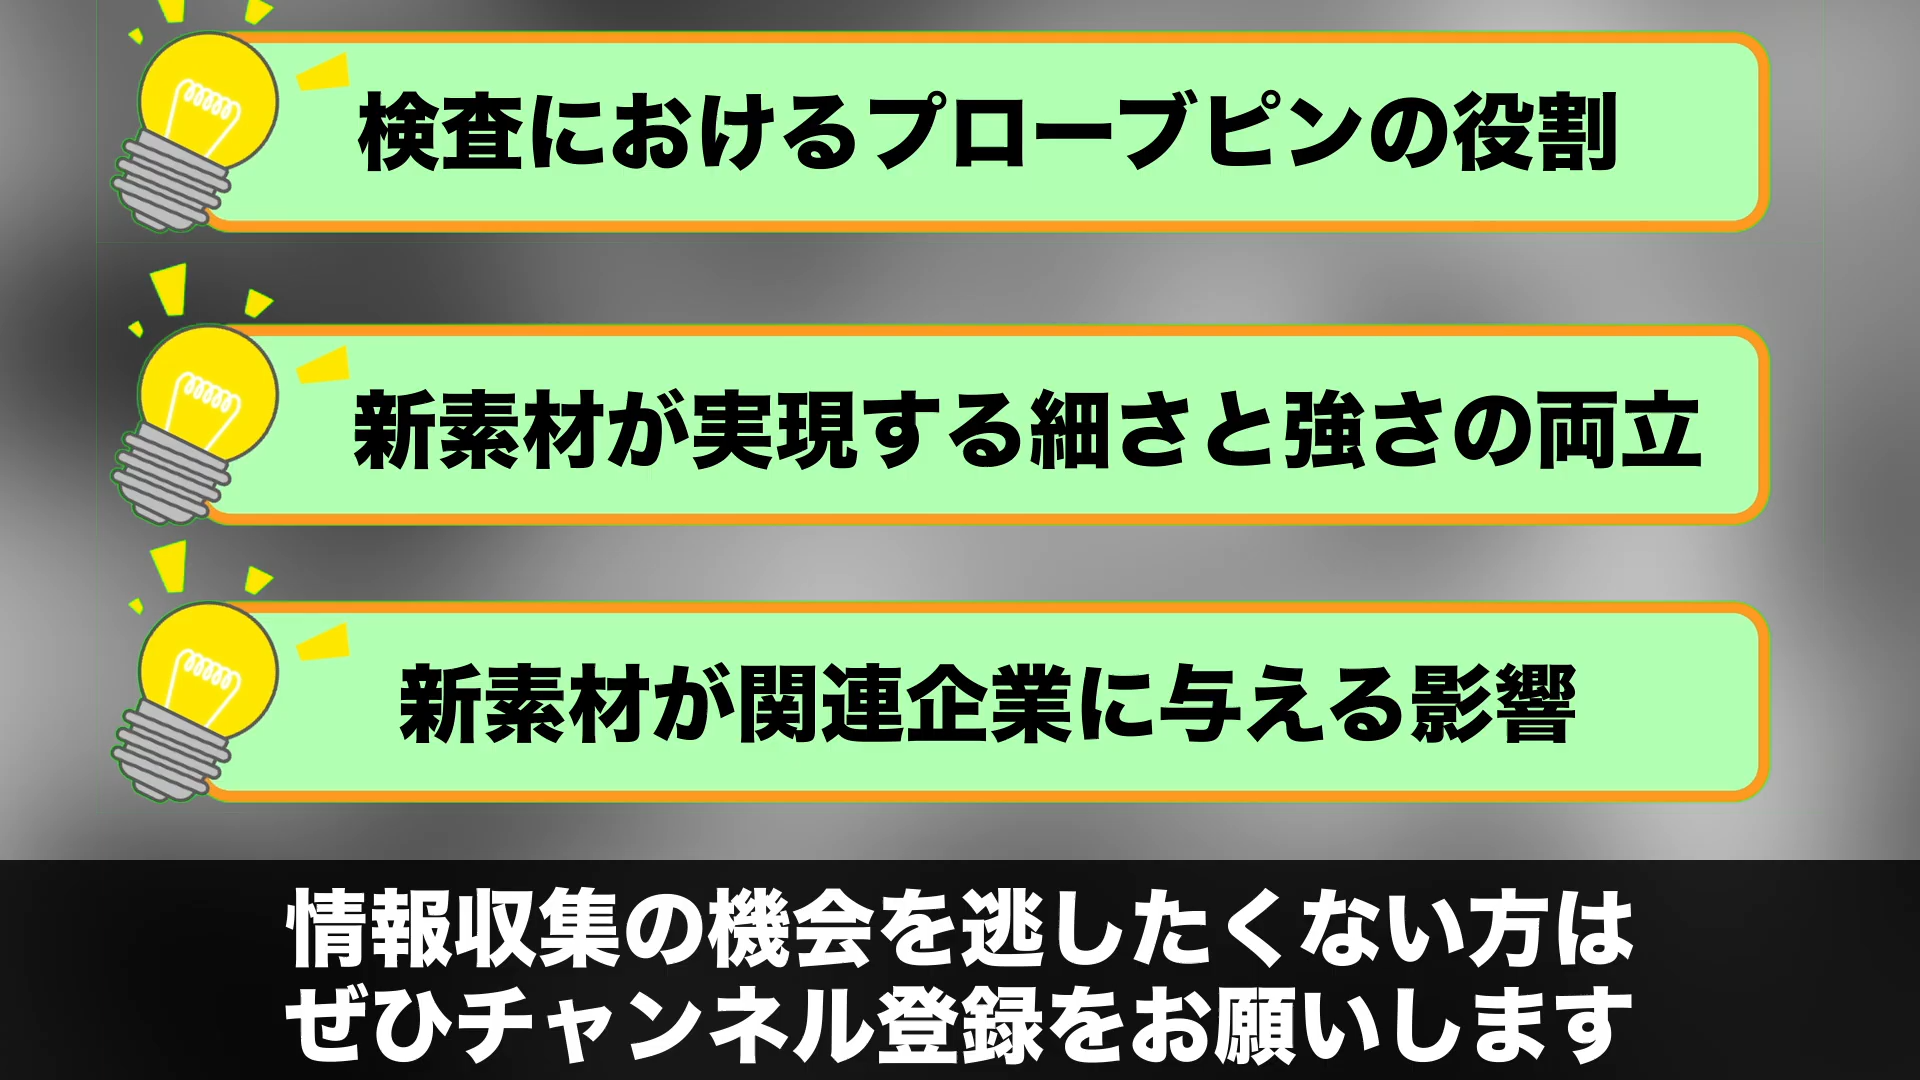 検査におけるプローブピンの役割
新素材が実現する細さと強さの両立
新素材が関連企業に与える影響
情報収集の機会を逃したくない方は
ぜひチャンネル登録をお願いします